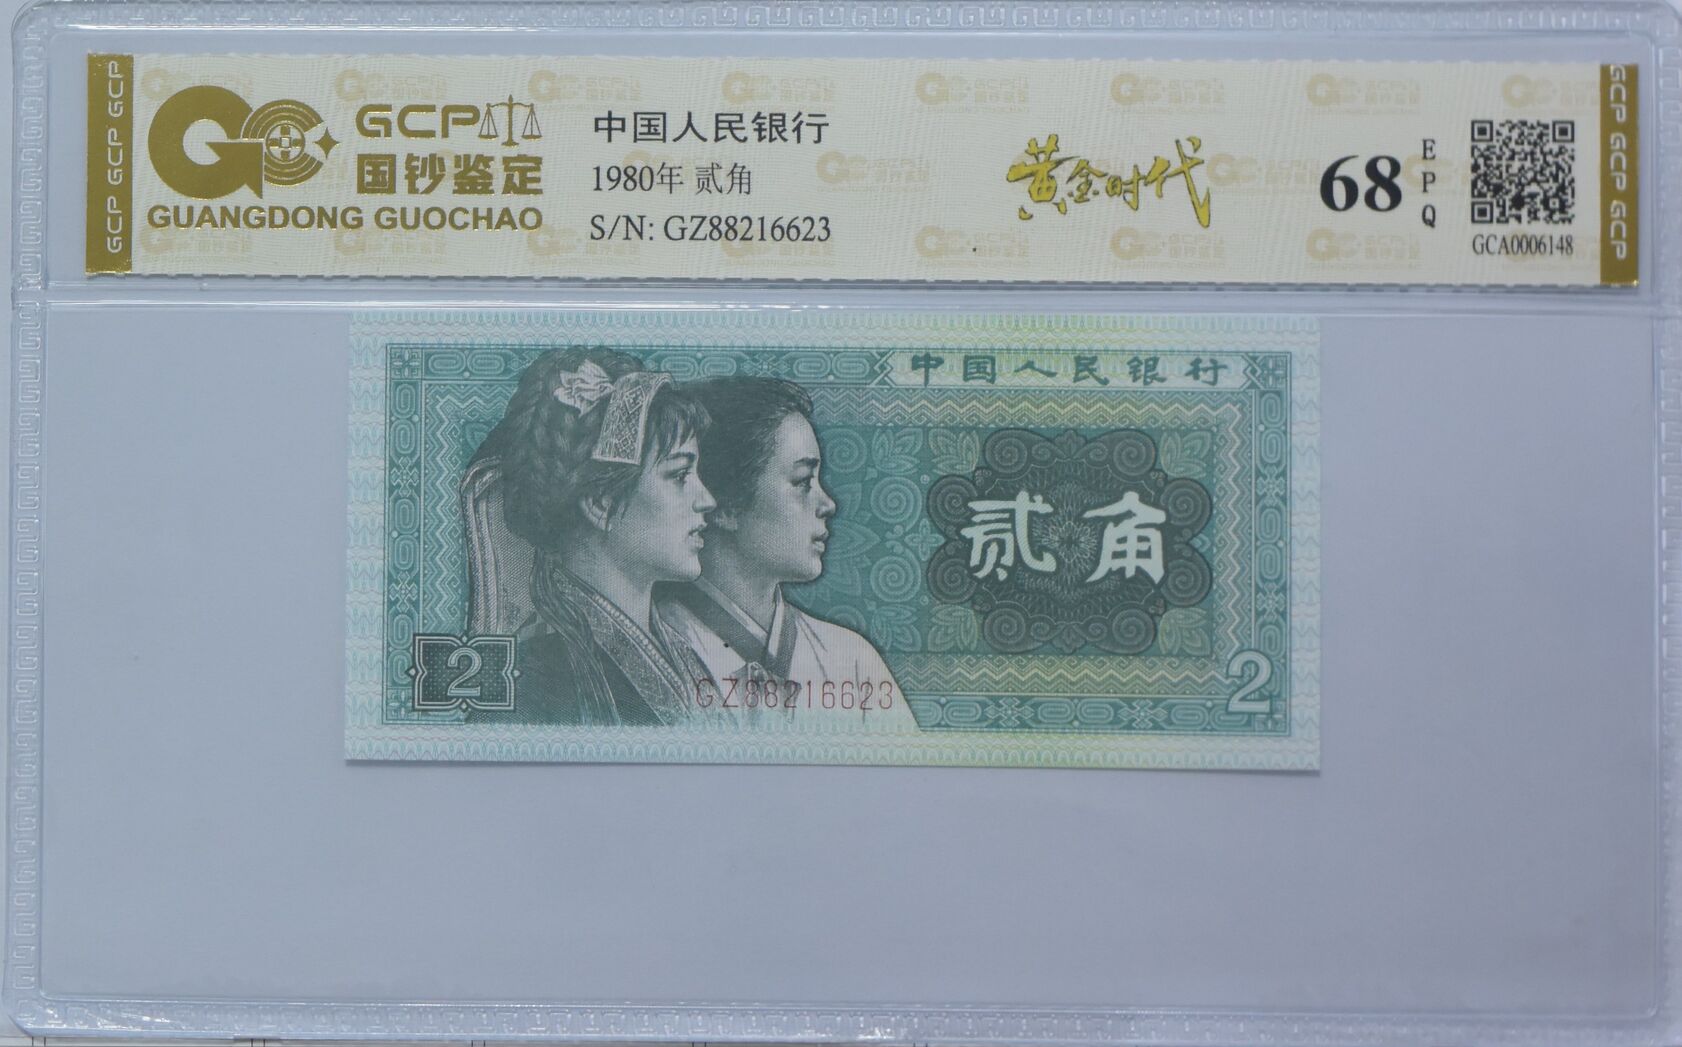 GCP GCP GCP
GCP
国钞鉴定
GUANGDONG GUOCHAO
中国人民银行
1980年 贰角
S/N: GZ88216623
黄金时代
68
EPQ
GCA0006148
GCP GCP GCP
中国人民银行
贰角
2
GZ88216623
2